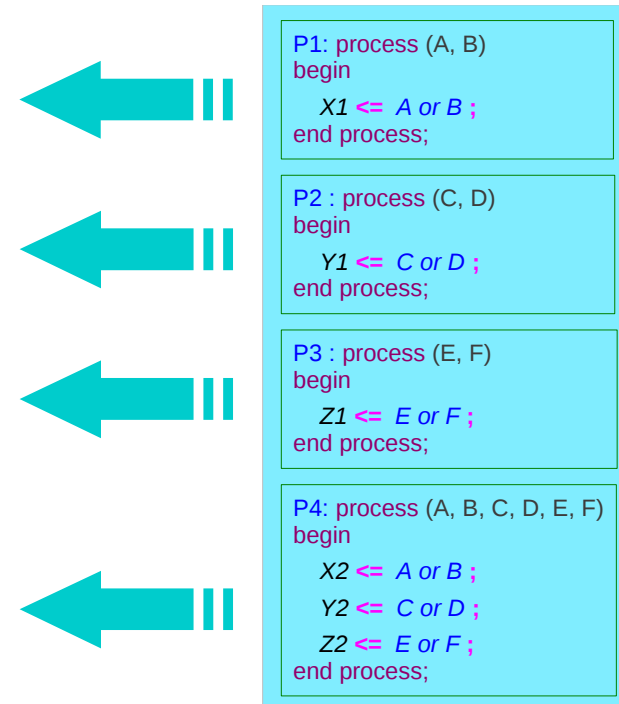 P1: process (A, B)
begin
X1 <= A or B ;
end process;
P2 : process (C, D)
begin
Y1 <= C or D ;
end process;
P3 : process (E, F)
begin
Z1 <= E or F ;
end process;
P4: process (A, B, C, D, E, F)
begin
X2 <= A or B ;
Y2 <= C or D ;
Z2 <= E or F ;
end process;